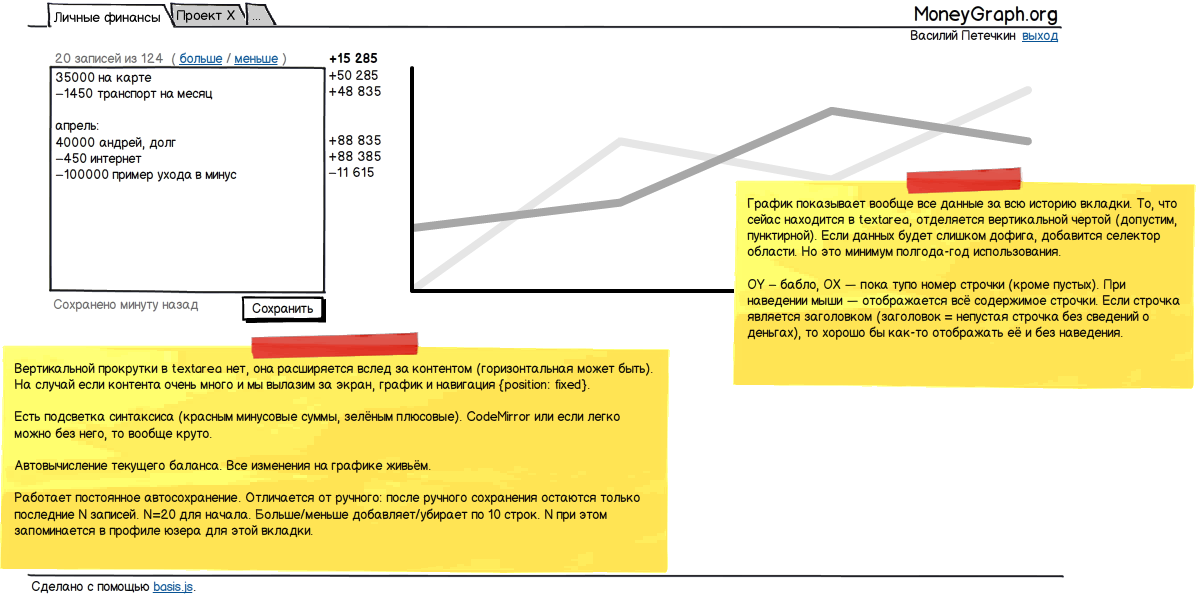 Личные финансы
Проект X
...
MoneyGraph.org
Василий Петечкин выход
20 записей из 124 ( больше / меньше )
+15 285
35000 на карте
+50 285
−1450 транспорт на месяц
+48 835
апрель:
40000 андрей, долг
+88 835
−450 интернет
+88 385
−100000 пример ухода в минус
−11 615
Сохранено минуту назад
Сохранить
График показывает вообще все данные за всю историю вкладки. То, что
сейас находится в textarea, отделяется вертикальной чертой (допустим,
пунктирной). Если данных будет слишком дофига, добавится селектор
области. Но это минимум полгода-год использования.
OY – бабло, OX — пока тупо номер строчки (кроме пустых). При
наведении мыши — отображается всё содержимое строчки. Если строчка
является заголовком (заголовок = непустая строчка без сведений о
деньгах), то хорошо бы как-то отображать её и без наведения.
Вертикальной прокрутки в textarea нет, она расширяется вслед за контентом (горизонтальная может быть).
На случай если контента очень много и мы вылазим за экран, график и навигация {position: fixed}.
Есть подсветка синтаксиса (красным минусовые суммы, зелёным плюсовые). CodeMirror или если легко
можно без него, то вообще круто.
Автовычисление текущего баланса. Все изменения на графике живьём.
Работает постоянное автосохранение. Отличается от ручного: после ручного сохранения остаются только
последние N записей. N=20 для начала. Больше/меньше добавляет/убирает по 10 строк. N при этом
запоминается в профиле юзера для этой вкладки.
Сделано с помощью basis.js.